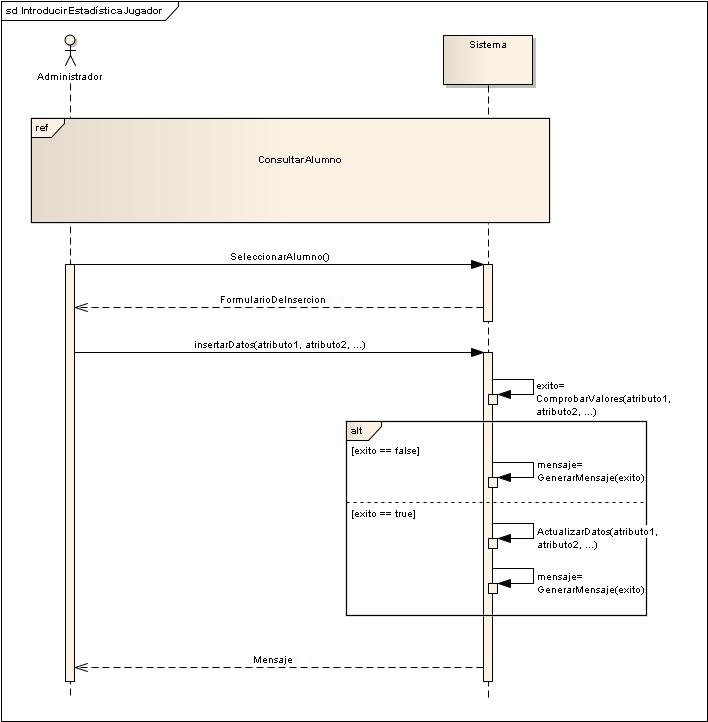 sd IntroducirEstadísticaJugador
Administrador
Sistema
ref
ConsultarAlumno
SeleccionarAlumno()
FormularioDeInsercion
insertarDatos(atributo1, atributo2, ...)
exito=
ComprobarValores(atributo1,
atributo2, ...)
alt
[exito == false]
mensaje=
GenerarMensaje(exito)
[exito == true]
ActualizarDatos(atributo1,
atributo2, ...)
mensaje=
GenerarMensaje(exito)
Mensaje